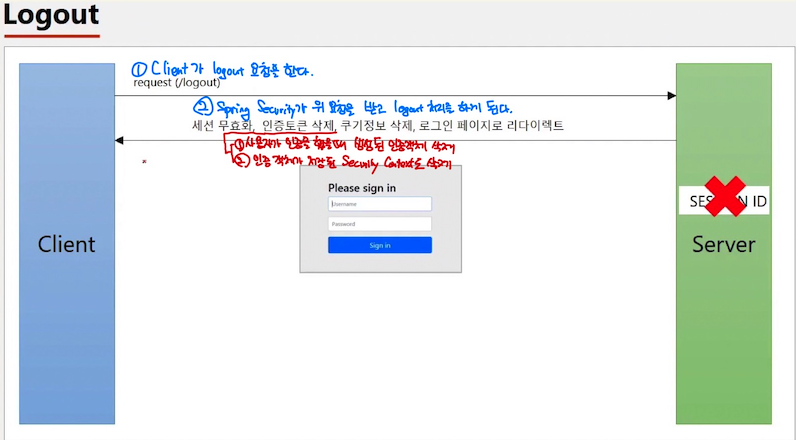 Logout
① Client가 logout 요청을 한다.
request (/logout)
② Spring Security가 위 요청을 받고 logout 처리를 하게 된다.
세션 무효화, 인증토큰 삭제, 쿠기정보 삭제, 로그인 페이지로 리다이렉트
① 사용자가 인증을 했을때 생성된 인증객체 삭제
② 인증 객체가 저장된 Security Context도 삭제
Please sign in
Username
Password
Sign in
SES N ID
Client
Server